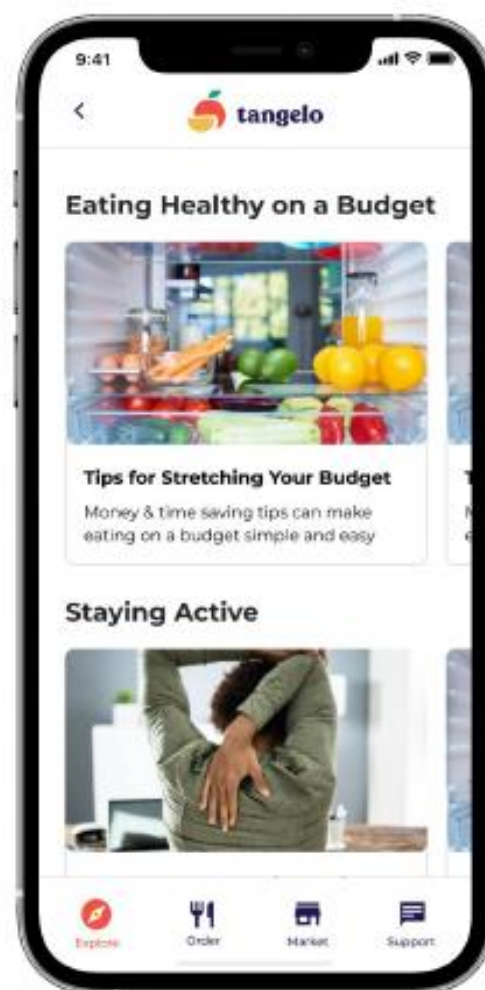 9:41
tangelo
Eating Healthy on a Budget
Tips for Stretching Your Budget
Money & time saving tips can make
eating on a budget simple and easy
Staying Active
Explore
Order
Market
Support